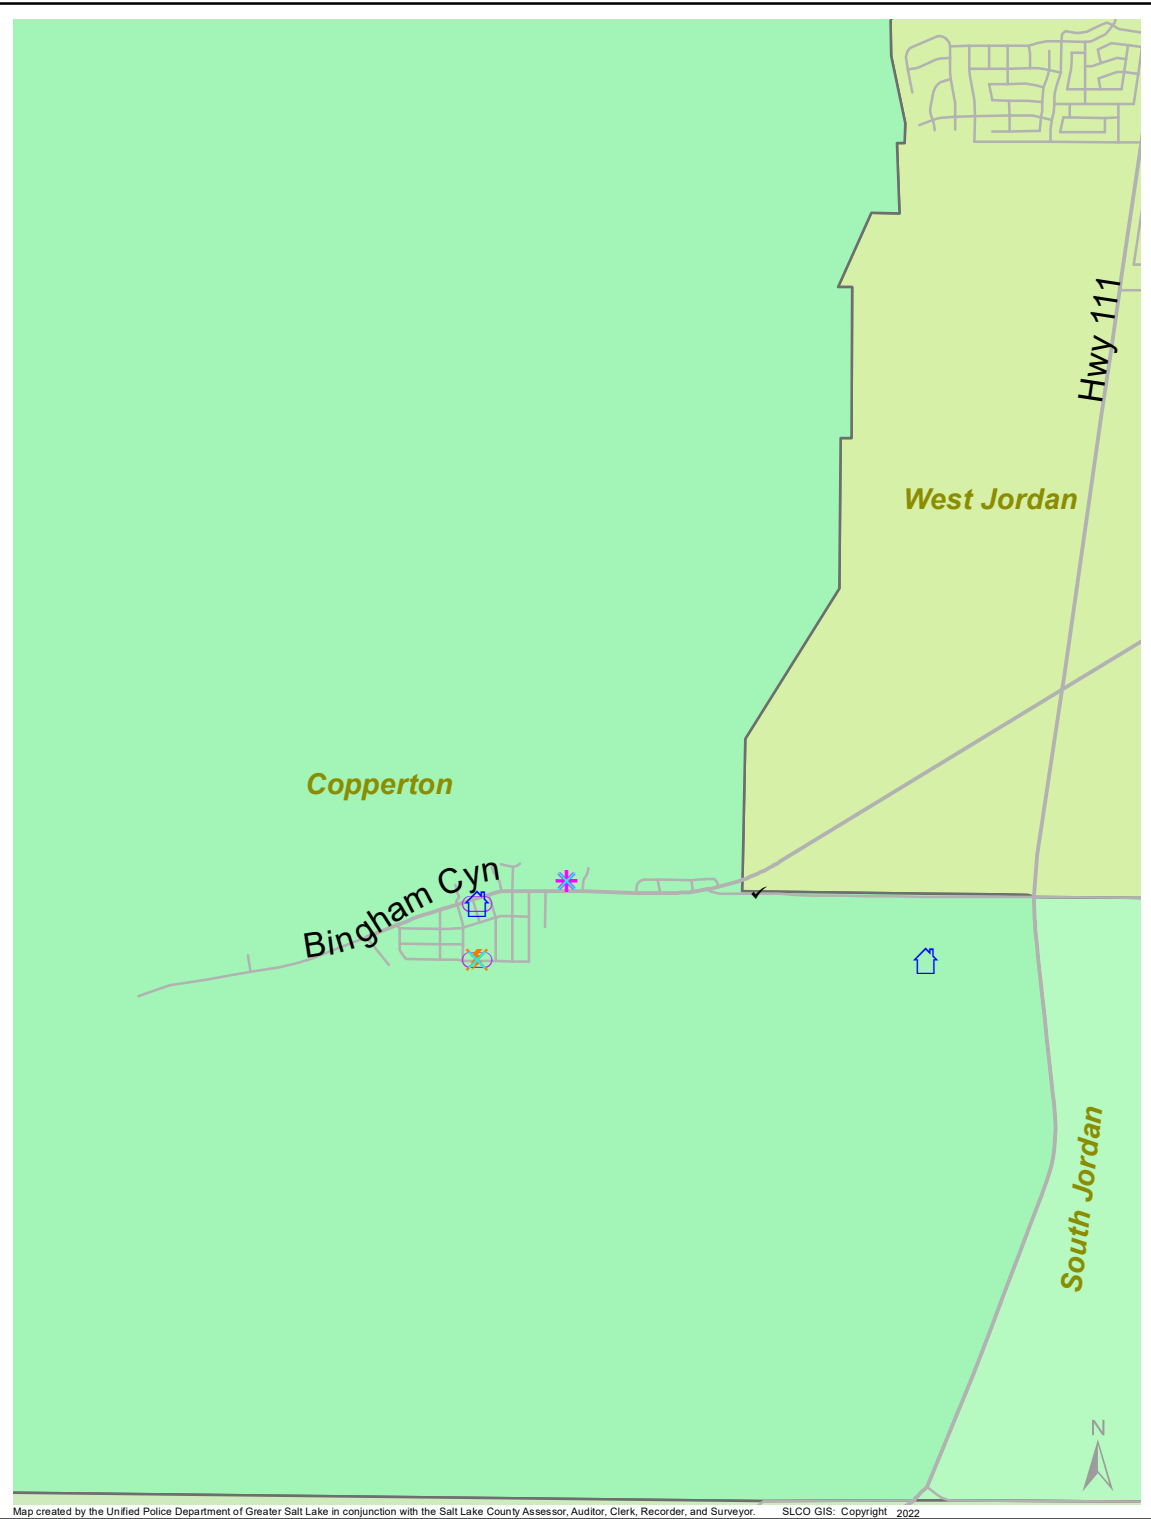 Hwy 111
West Jordan
Copperton
Bingham Cyn
South Jordan
N
Map created by the Unified Police Department of Greater Salt Lake in conjunction with the Salt Lake County Assessor, Auditor, Clerk, Recorder, and Surveyor. SLCO GIS: Copyright 2022